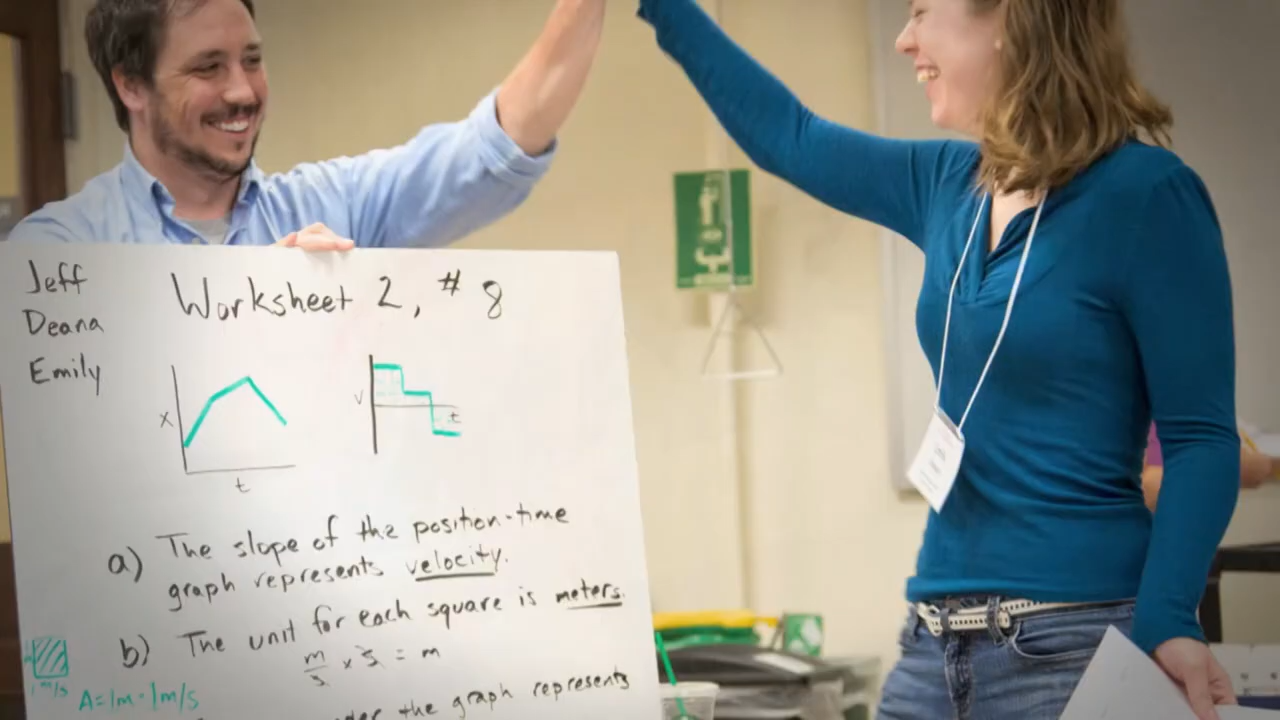 Jeff
Deana
Emily
Worksheet 2, # 8
x
t
v
t
a) The slope of the position-time
graph represents velocity.
b) The unit for each square is meters.
m/s x s = m
1 m/s
A=1m·1m/s
the graph represents